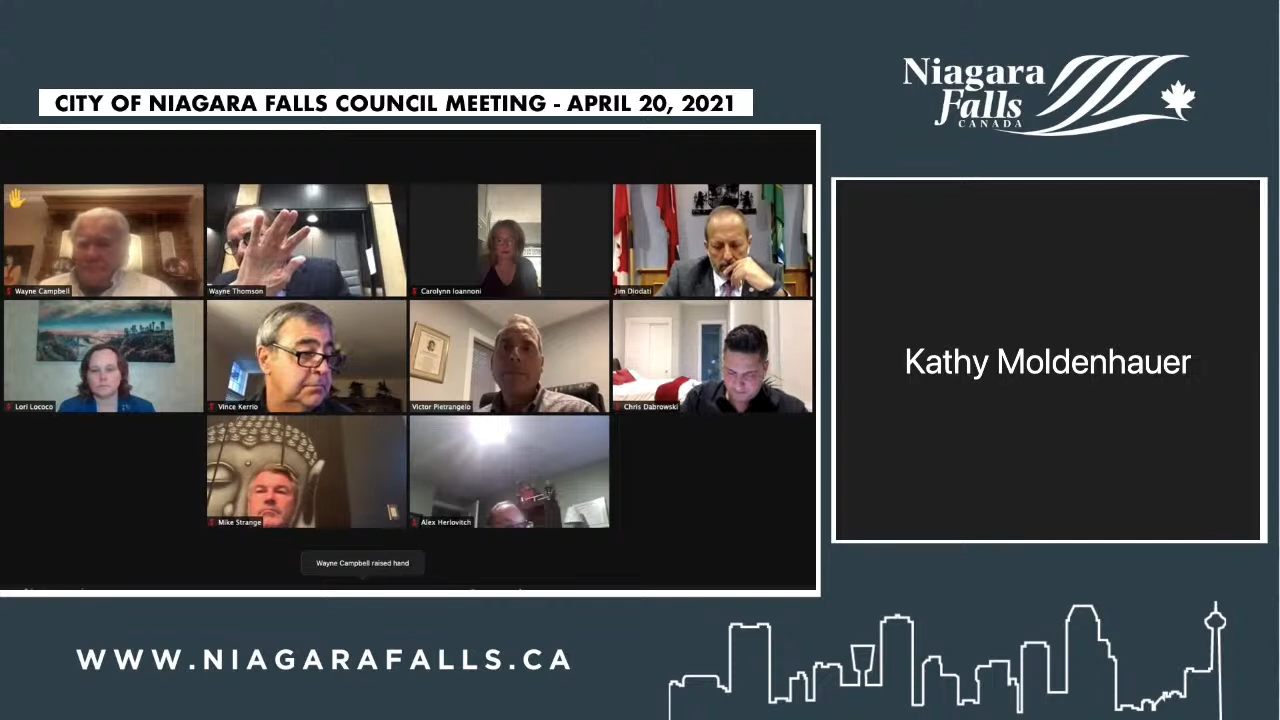 CITY OF NIAGARA FALLS COUNCIL MEETING - APRIL 20, 2021
Niagara
Falls
CANADA
Wayne Campbell
Wayne Thomson
Carolynn Ioannoni
Jim Diodati
Lori Lococo
Vince Kerrio
Victor Pietrangelo
Chris Dabrowski
Mike Strange
Alex Herlovitch
Kathy Moldenhauer
Wayne Campbell raised hand
WWW.NIAGARAFALLS.CA